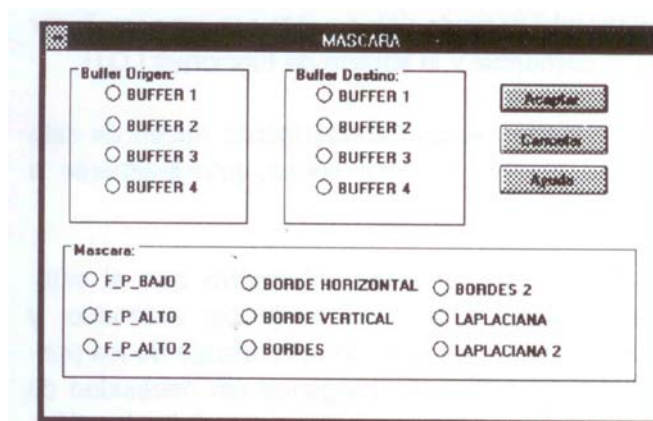 MASCARA
Buffer Origen:
BUFFER 1
BUFFER 2
BUFFER 3
BUFFER 4
Buffer Destino:
BUFFER 1
BUFFER 2
BUFFER 3
BUFFER 4
Aceptar
Cancelar
Ayuda
Mascara:
F_P_BAJO
F_P_ALTO
F_P_ALTO 2
BORDE HORIZONTAL
BORDE VERTICAL
BORDES
BORDES 2
LAPLACIANA
LAPLACIANA 2